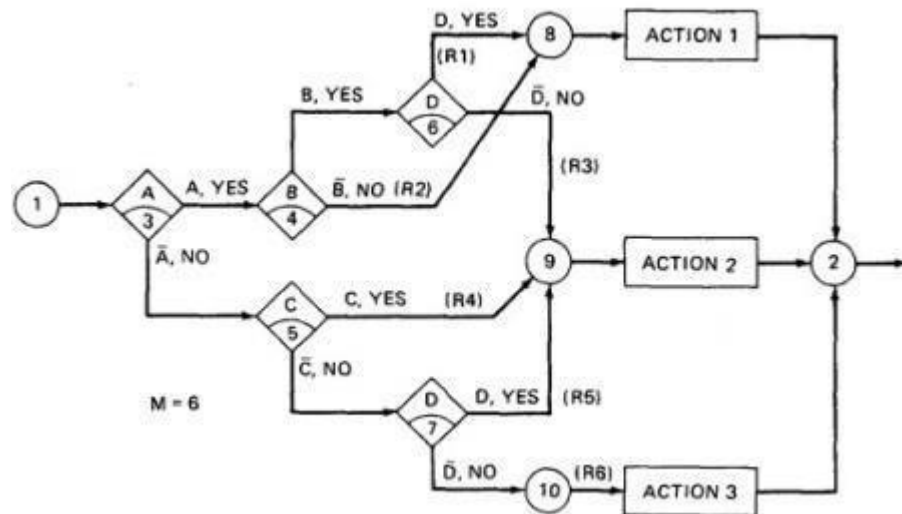 D, YES
8
ACTION 1
(R1)
B, YES
D
6
D̄, NO
A
3
A, YES
B
4
B̄, NO (R2)
(R3)
1
Ā, NO
9
ACTION 2
2
C
5
C, YES
(R4)
C̄, NO
M = 6
D
7
D, YES
(R5)
D̄, NO
10
(R6)
ACTION 3